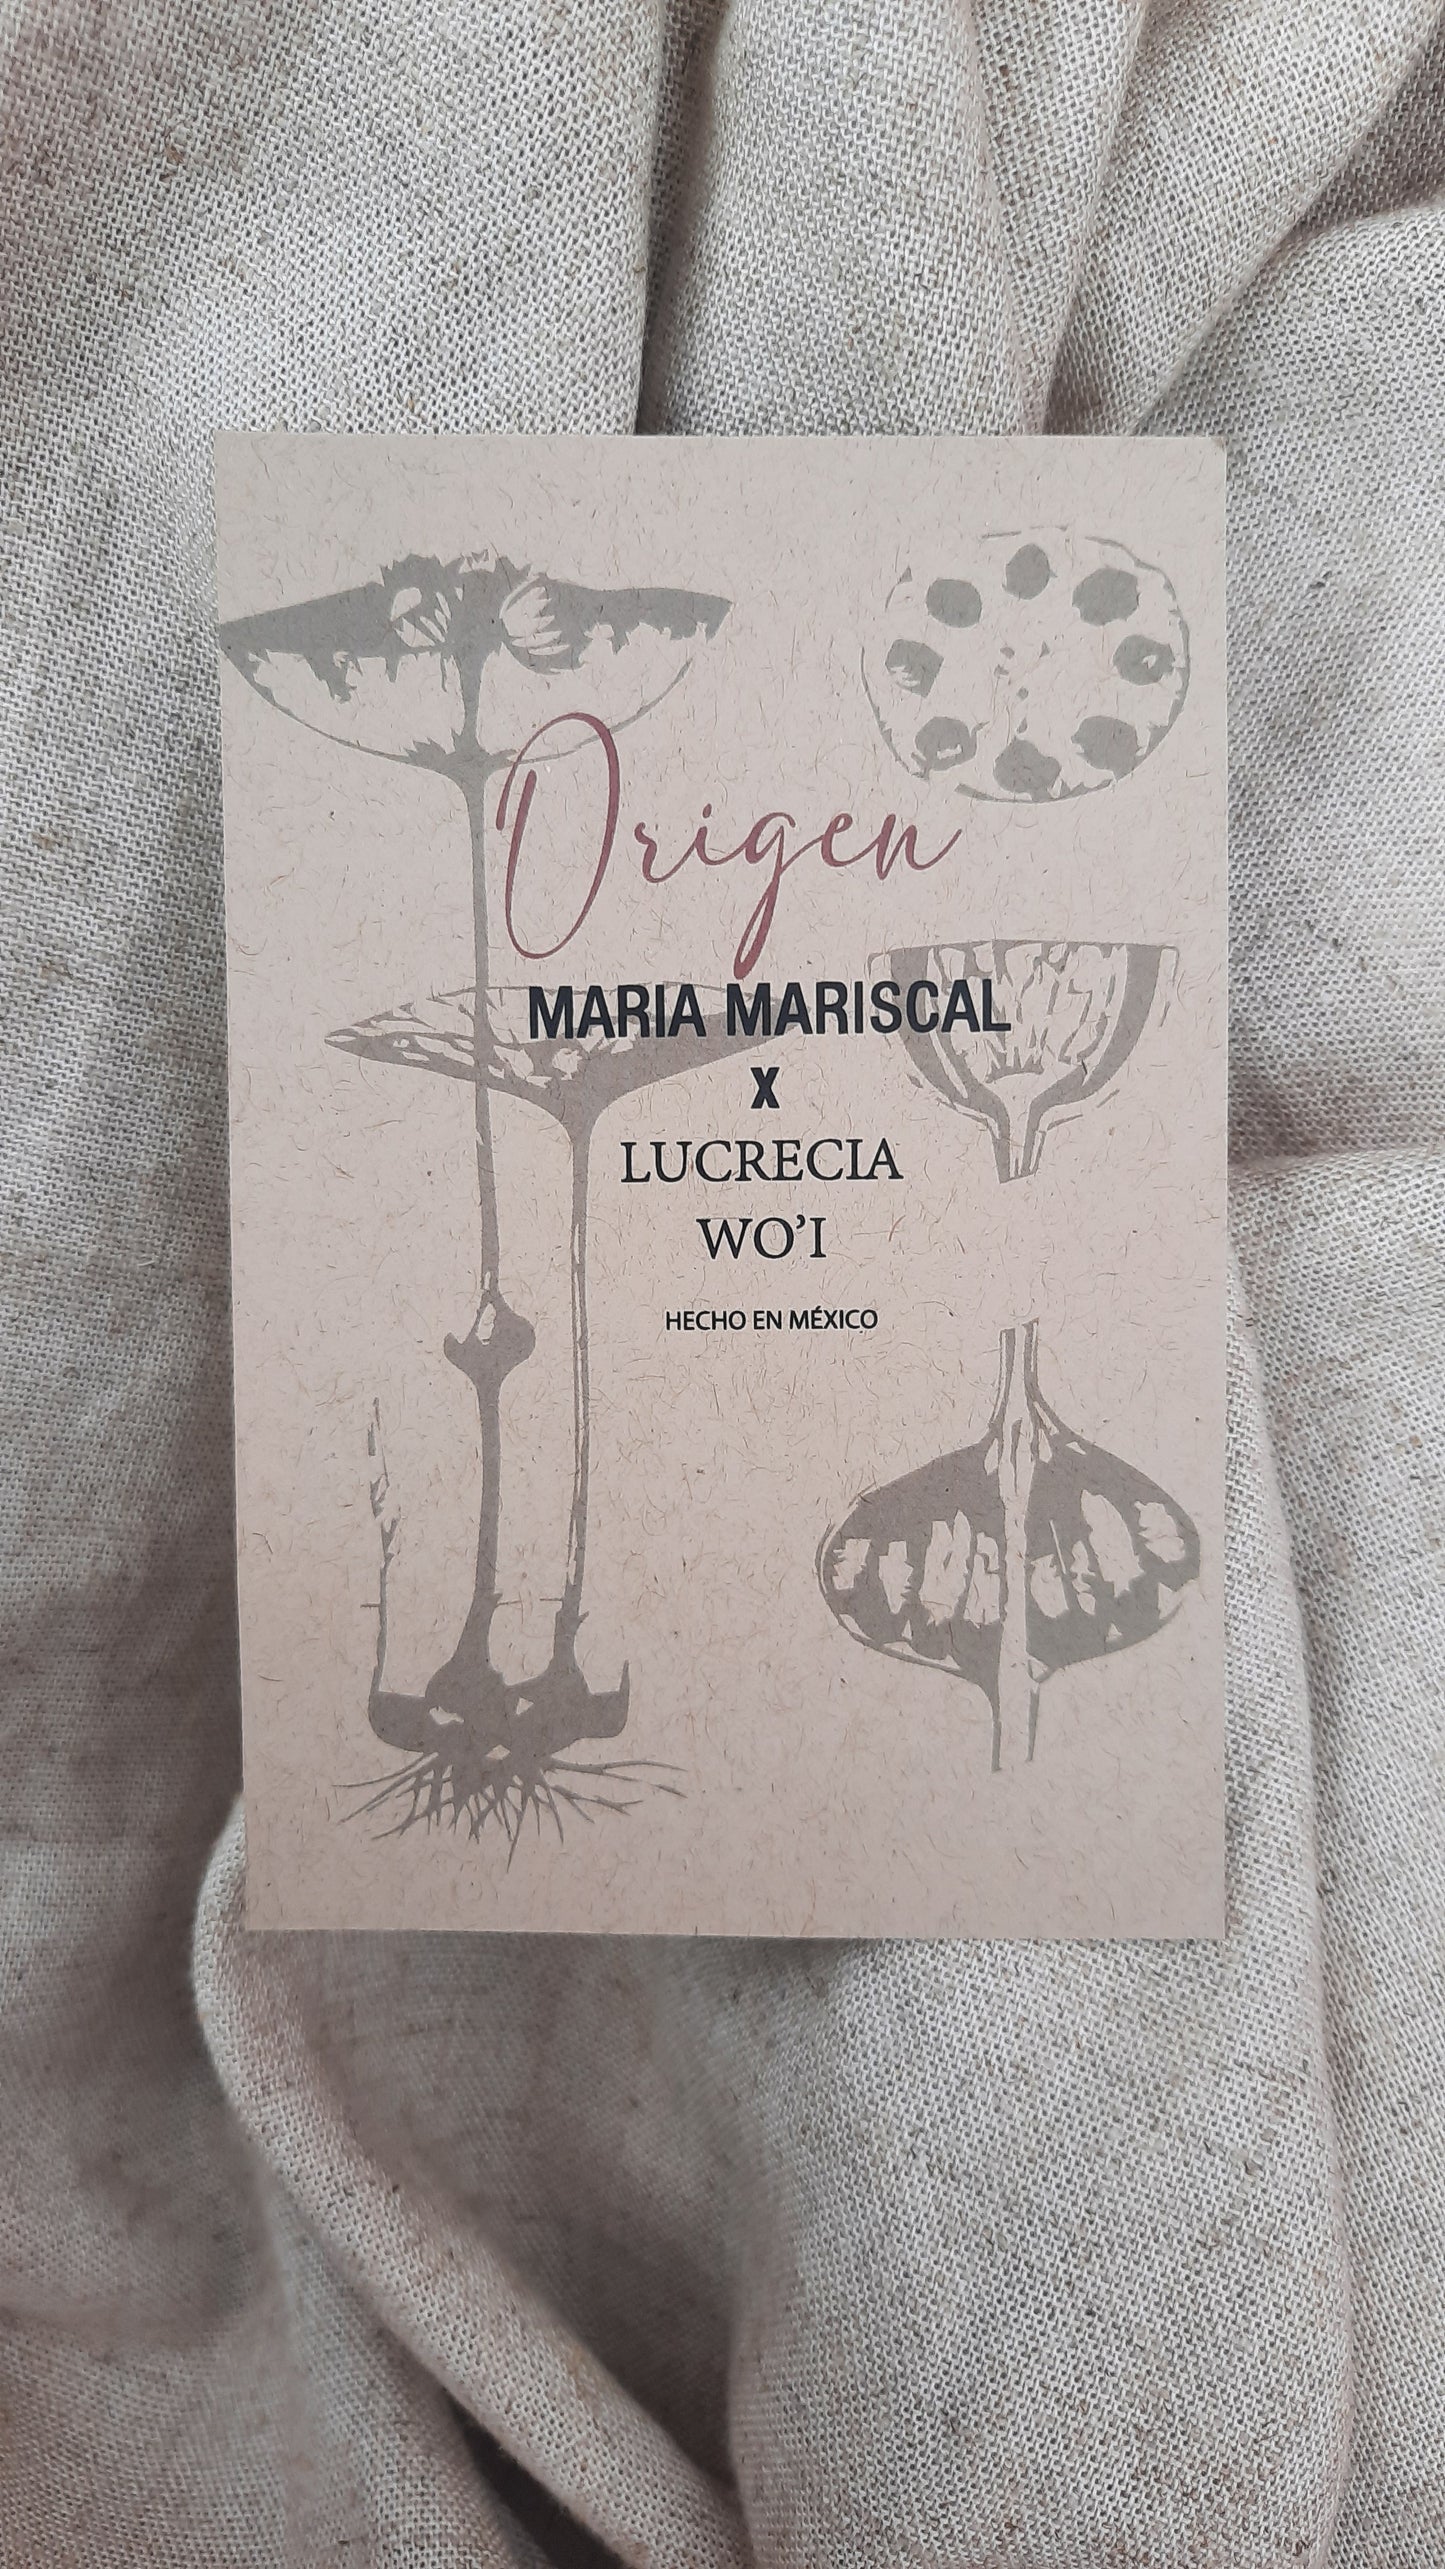 Origen
MARIA MARISCAL
X
LUCRECIA
WO’I
HECHO EN MÉXICO